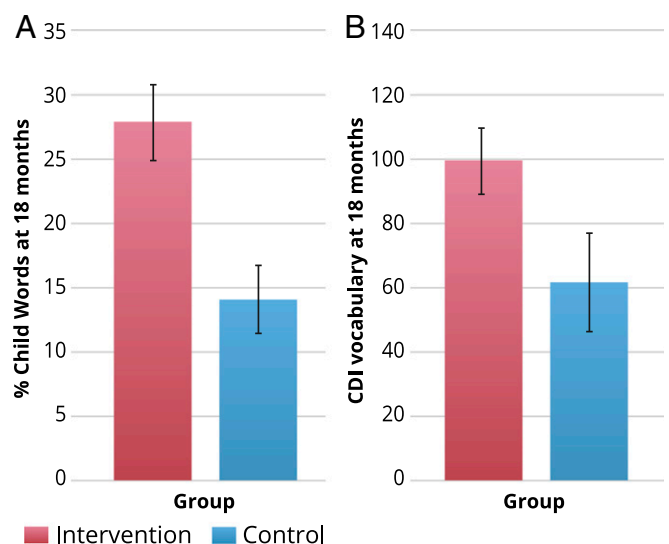 A
35
30
25
20
15
10
5
0
% Child Words at 18 months
Group
B
140
120
100
80
60
40
20
0
CDI vocabulary at 18 months
Group
Intervention
Control